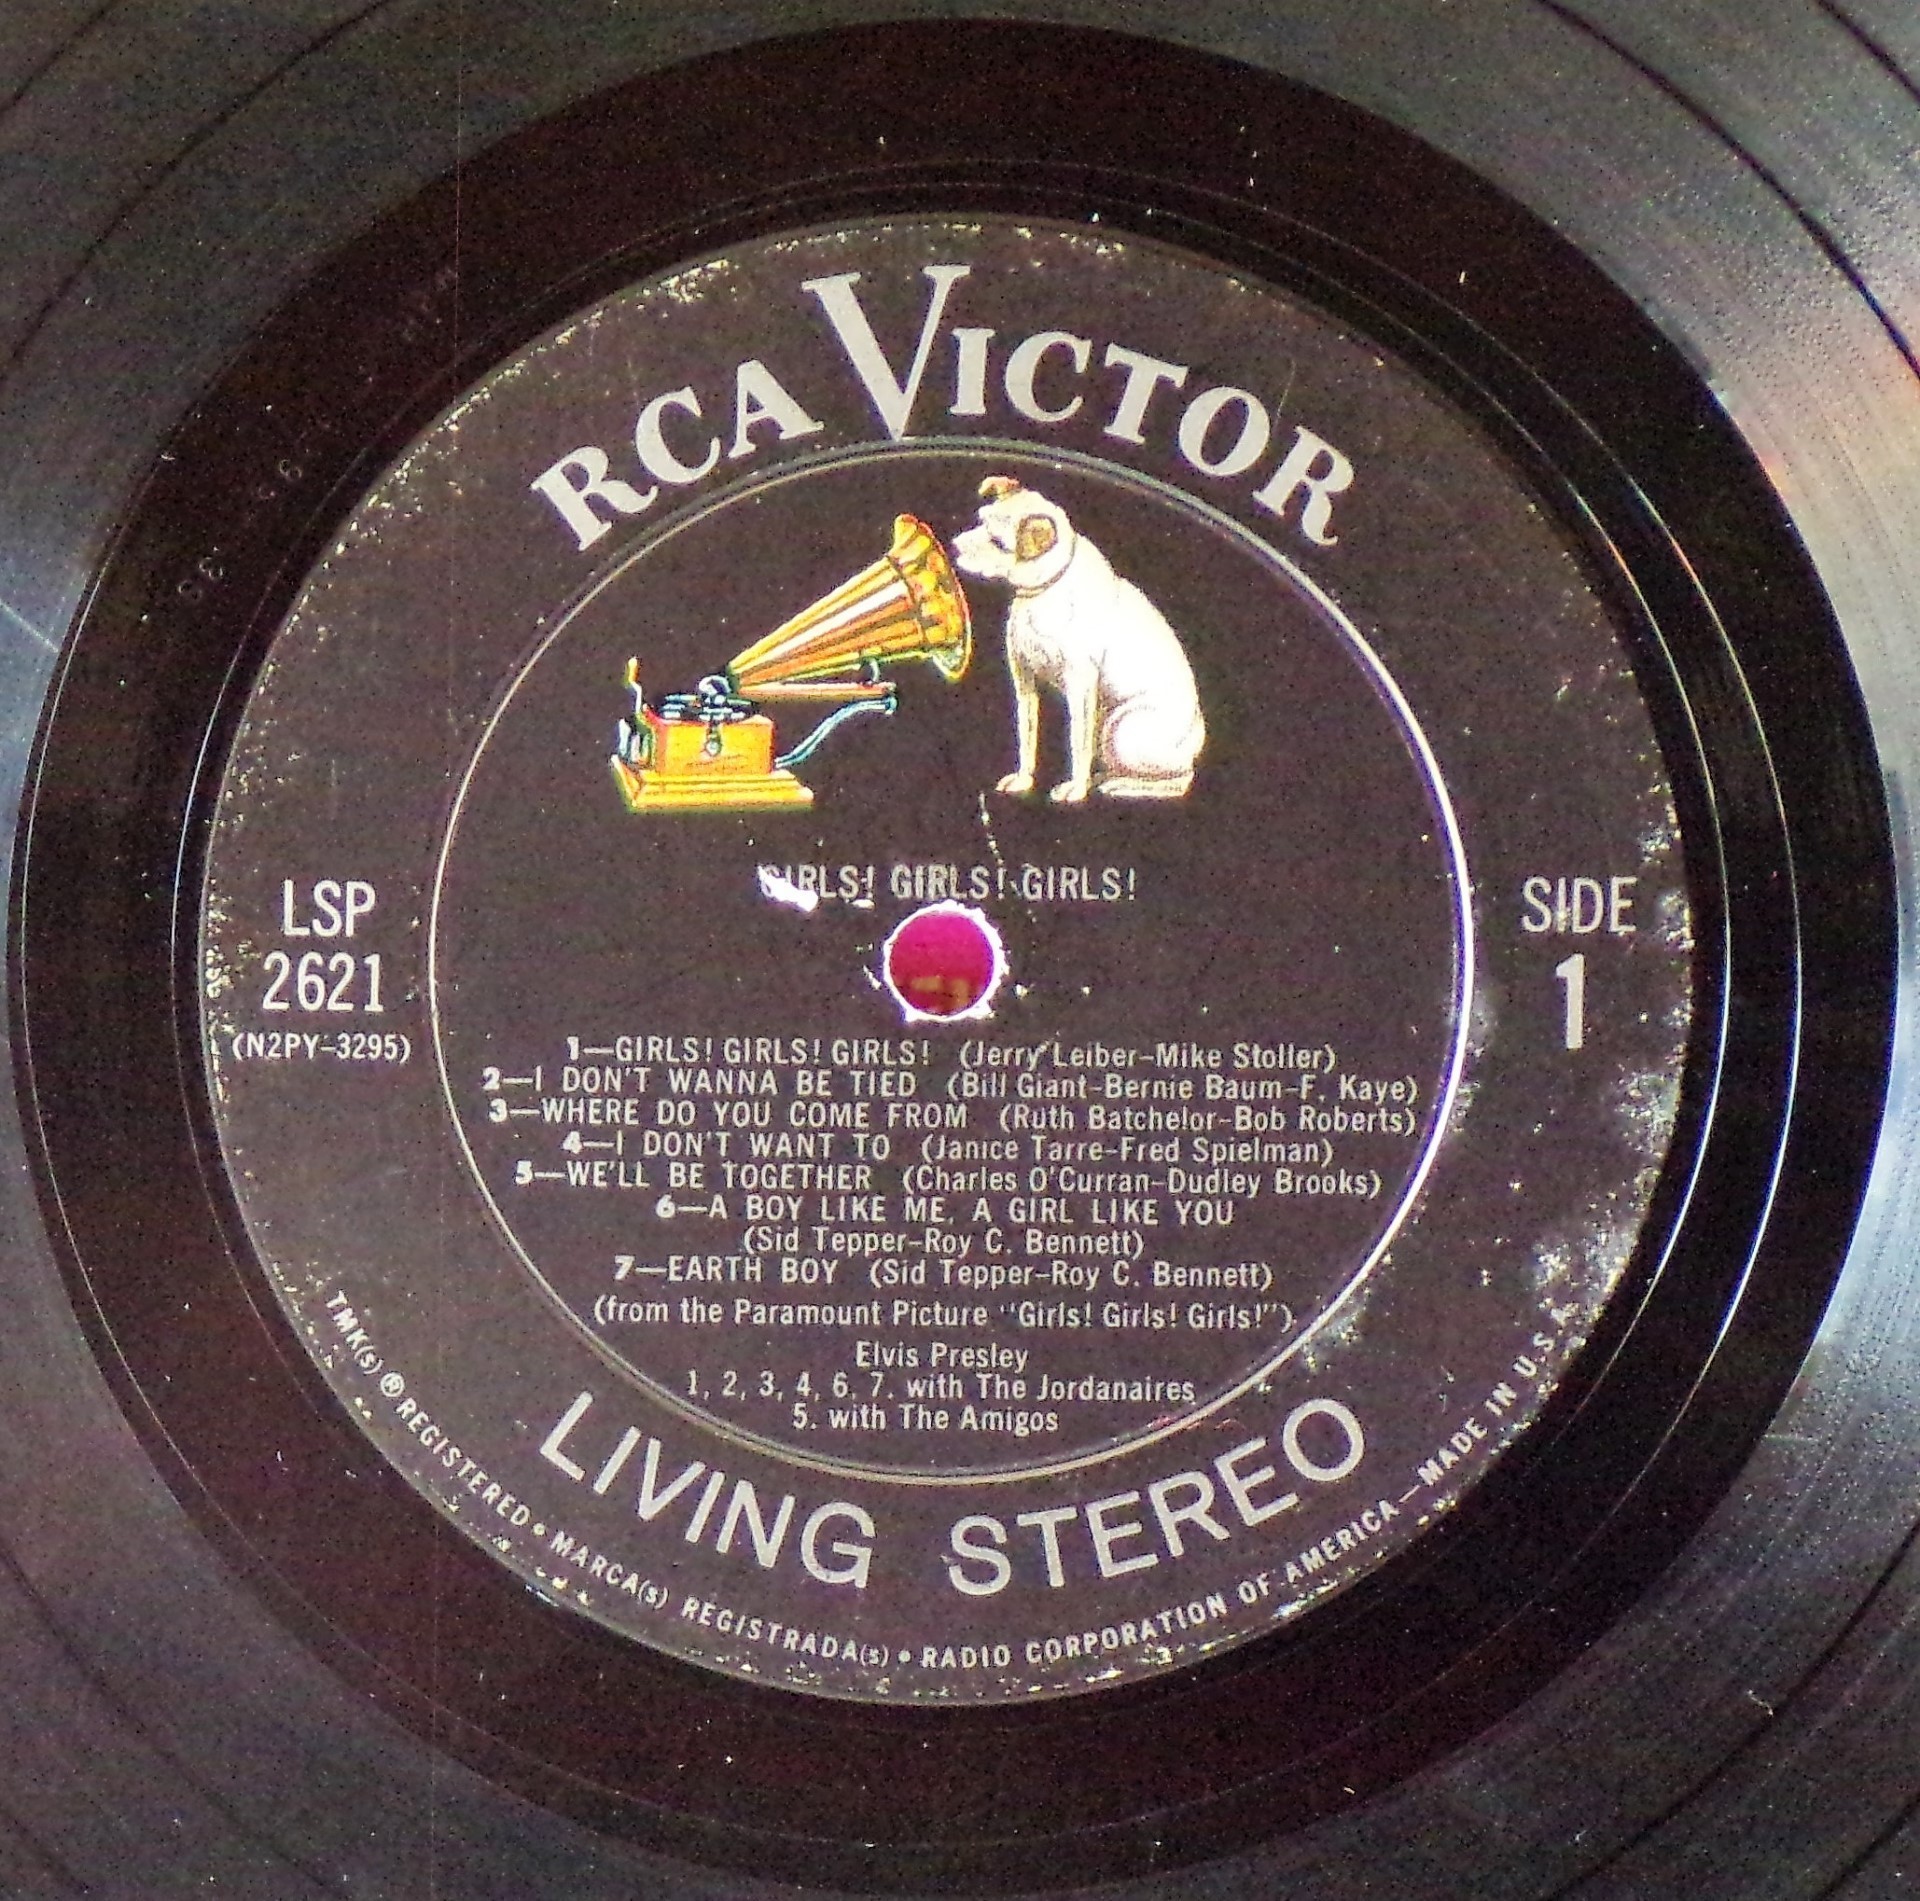 RCA VICTOR
GIRLS! GIRLS! GIRLS!
LSP
2621
(N2PY-3295)
SIDE
1
1—GIRLS! GIRLS! GIRLS! (Jerry Leiber-Mike Stoller)
2—I DON'T WANNA BE TIED (Bill Giant-Bernie Baum-F. Kaye)
3—WHERE DO YOU COME FROM (Ruth Batchelor-Bob Roberts)
4—I DON'T WANT TO (Janice Tarre-Fred Spielman)
5—WE'LL BE TOGETHER (Charles O'Curran-Dudley Brooks)
6—A BOY LIKE ME, A GIRL LIKE YOU
(Sid Tepper-Roy C. Bennett)
7—EARTH BOY (Sid Tepper-Roy C. Bennett)
(from the Paramount Picture "Girls! Girls! Girls!")
Elvis Presley
1, 2, 3, 4, 6, 7. with The Jordanaires
5. with The Amigos
LIVING STEREO
TMK(s) ® REGISTERED • MARCA(s) REGISTRADA(s) • RADIO CORPORATION OF AMERICA—MADE IN U.S.A.